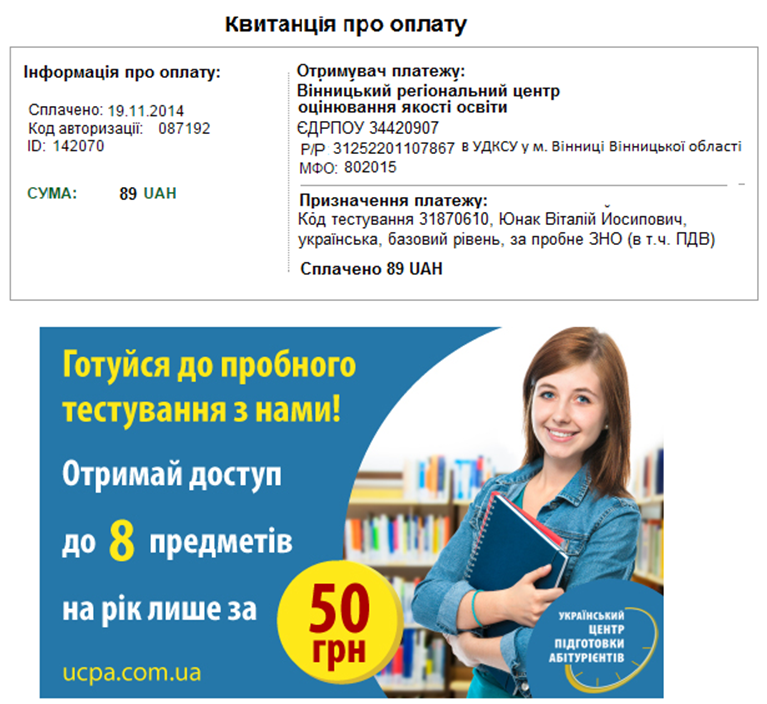 Квитанція про оплату
Інформація про оплату:
Сплачено: 19.11.2014
Код авторизації: 087192
ID: 142070
СУМА: 89 UAH
Отримувач платежу:
Вінницький регіональний центр
оцінювання якості освіти
ЄДРПОУ 34420907
Р/Р 31252201107867 в УДКСУ у м. Вінниці Вінницької області
МФО: 802015
Призначення платежу:
Код тестування 31870610, Юнак Віталій Йосипович,
українська, базовий рівень, за пробне ЗНО (в т.ч. ПДВ)
Сплачено 89 UAH
Готуйся до пробного
тестування з нами!
Отримай доступ
до 8 предметів
на рік лише за
50
грн
ucpa.com.ua
УКРАЇНСЬКИЙ
ЦЕНТР
ПІДГОТОВКИ
АБІТУРІЄНТІВ